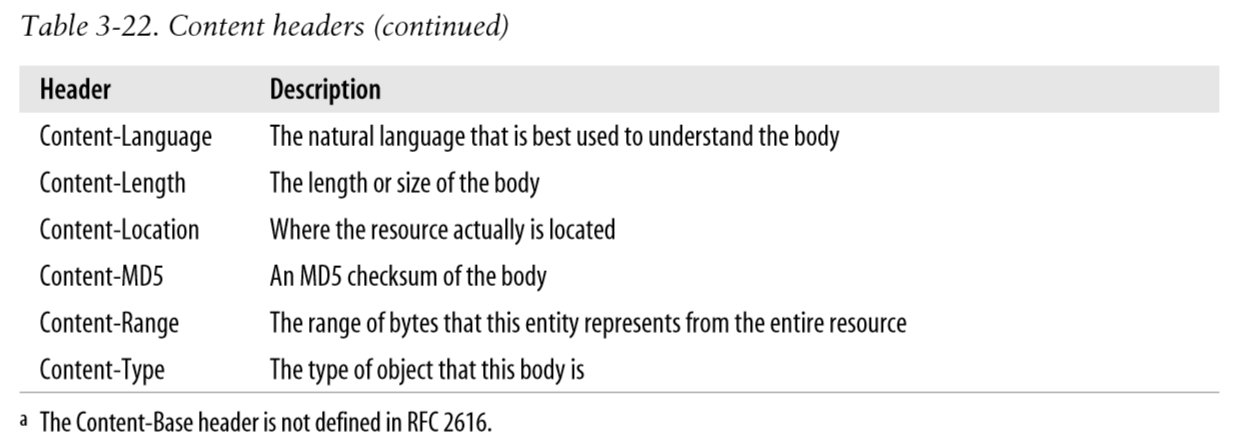 Table 3-22. Content headers (continued)
Header Description
Content-Language The natural language that is best used to understand the body
Content-Length The length or size of the body
Content-Location Where the resource actually is located
Content-MD5 An MD5 checksum of the body
Content-Range The range of bytes that this entity represents from the entire resource
Content-Type The type of object that this body is
a The Content-Base header is not defined in RFC 2616.